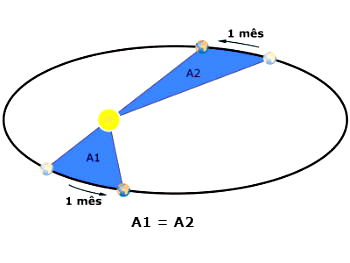 1 mês
A2
A1
1 mês
A1 = A2